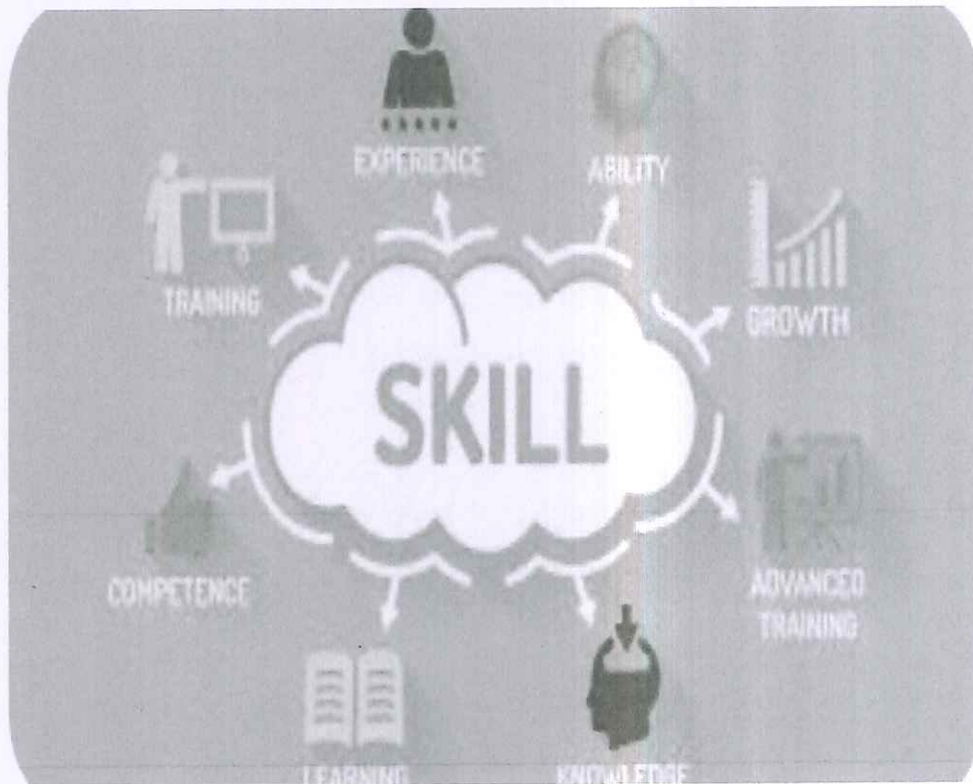 EXPERIENCE
ABILITY
TRAINING
GROWTH
SKILL
COMPETENCE
ADVANCED
TRAINING
LEARNING
KNOWLEDGE